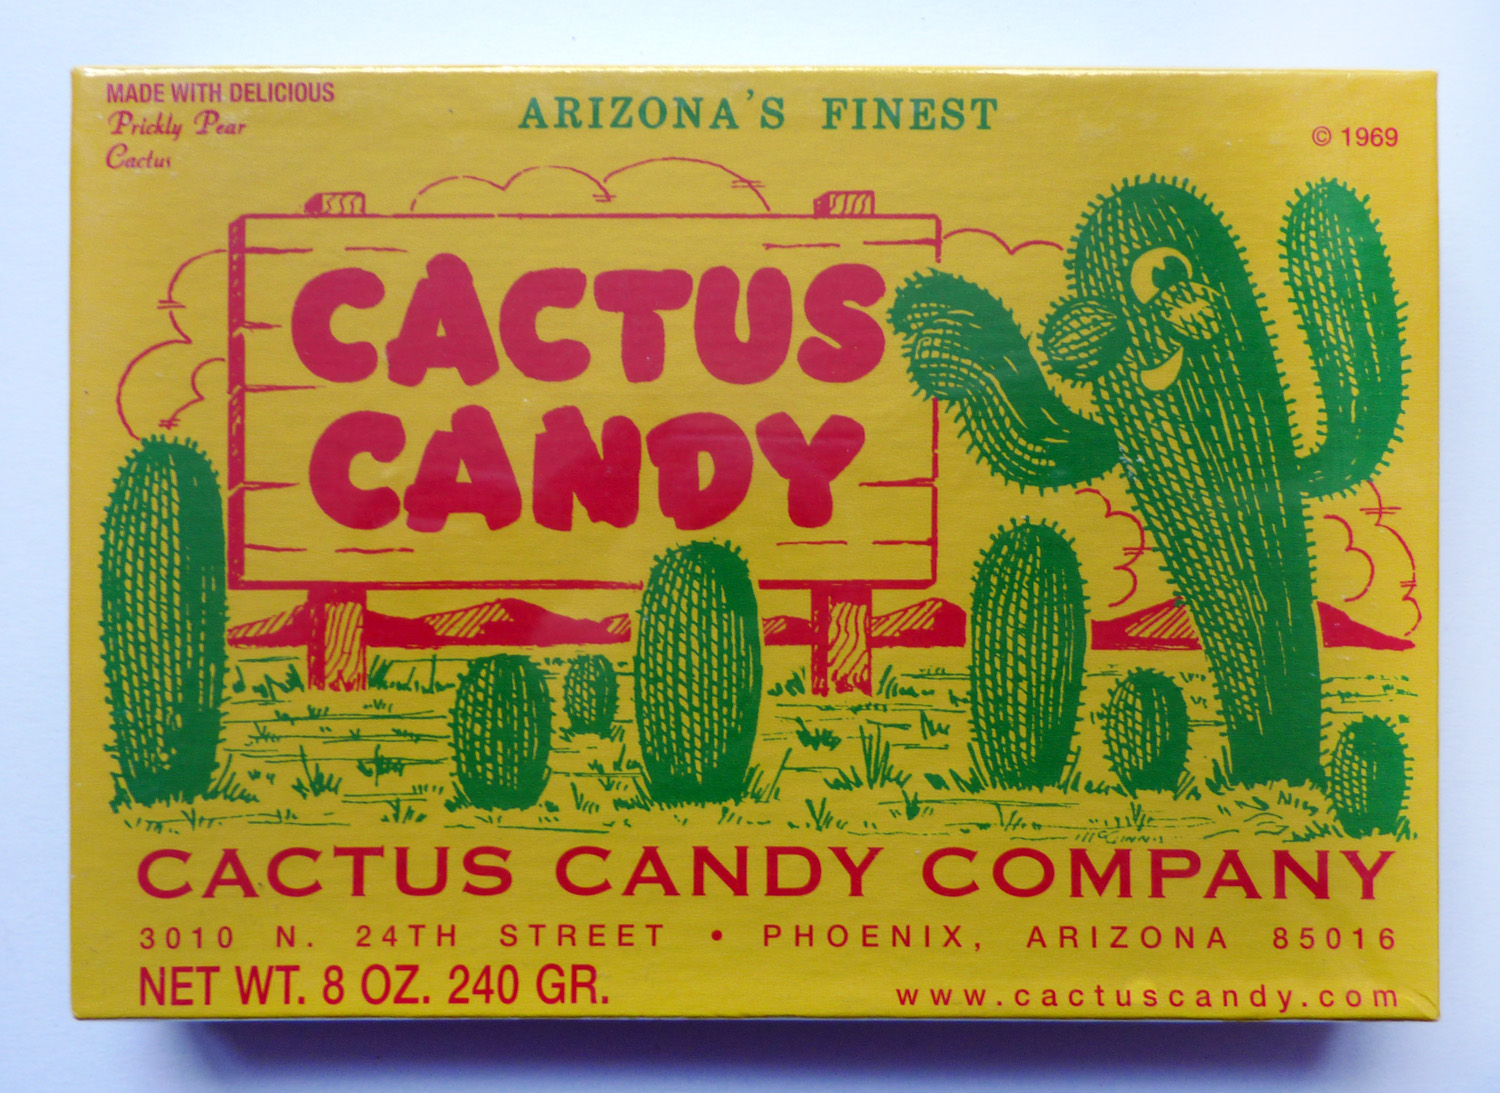 MADE WITH DELICIOUS
Prickly Pear
Cactus
ARIZONA'S FINEST
© 1969
CACTUS
CANDY
McGINNIS
CACTUS CANDY COMPANY
3010 N. 24TH STREET • PHOENIX, ARIZONA 85016
NET WT. 8 OZ. 240 GR.
www.cactuscandy.com